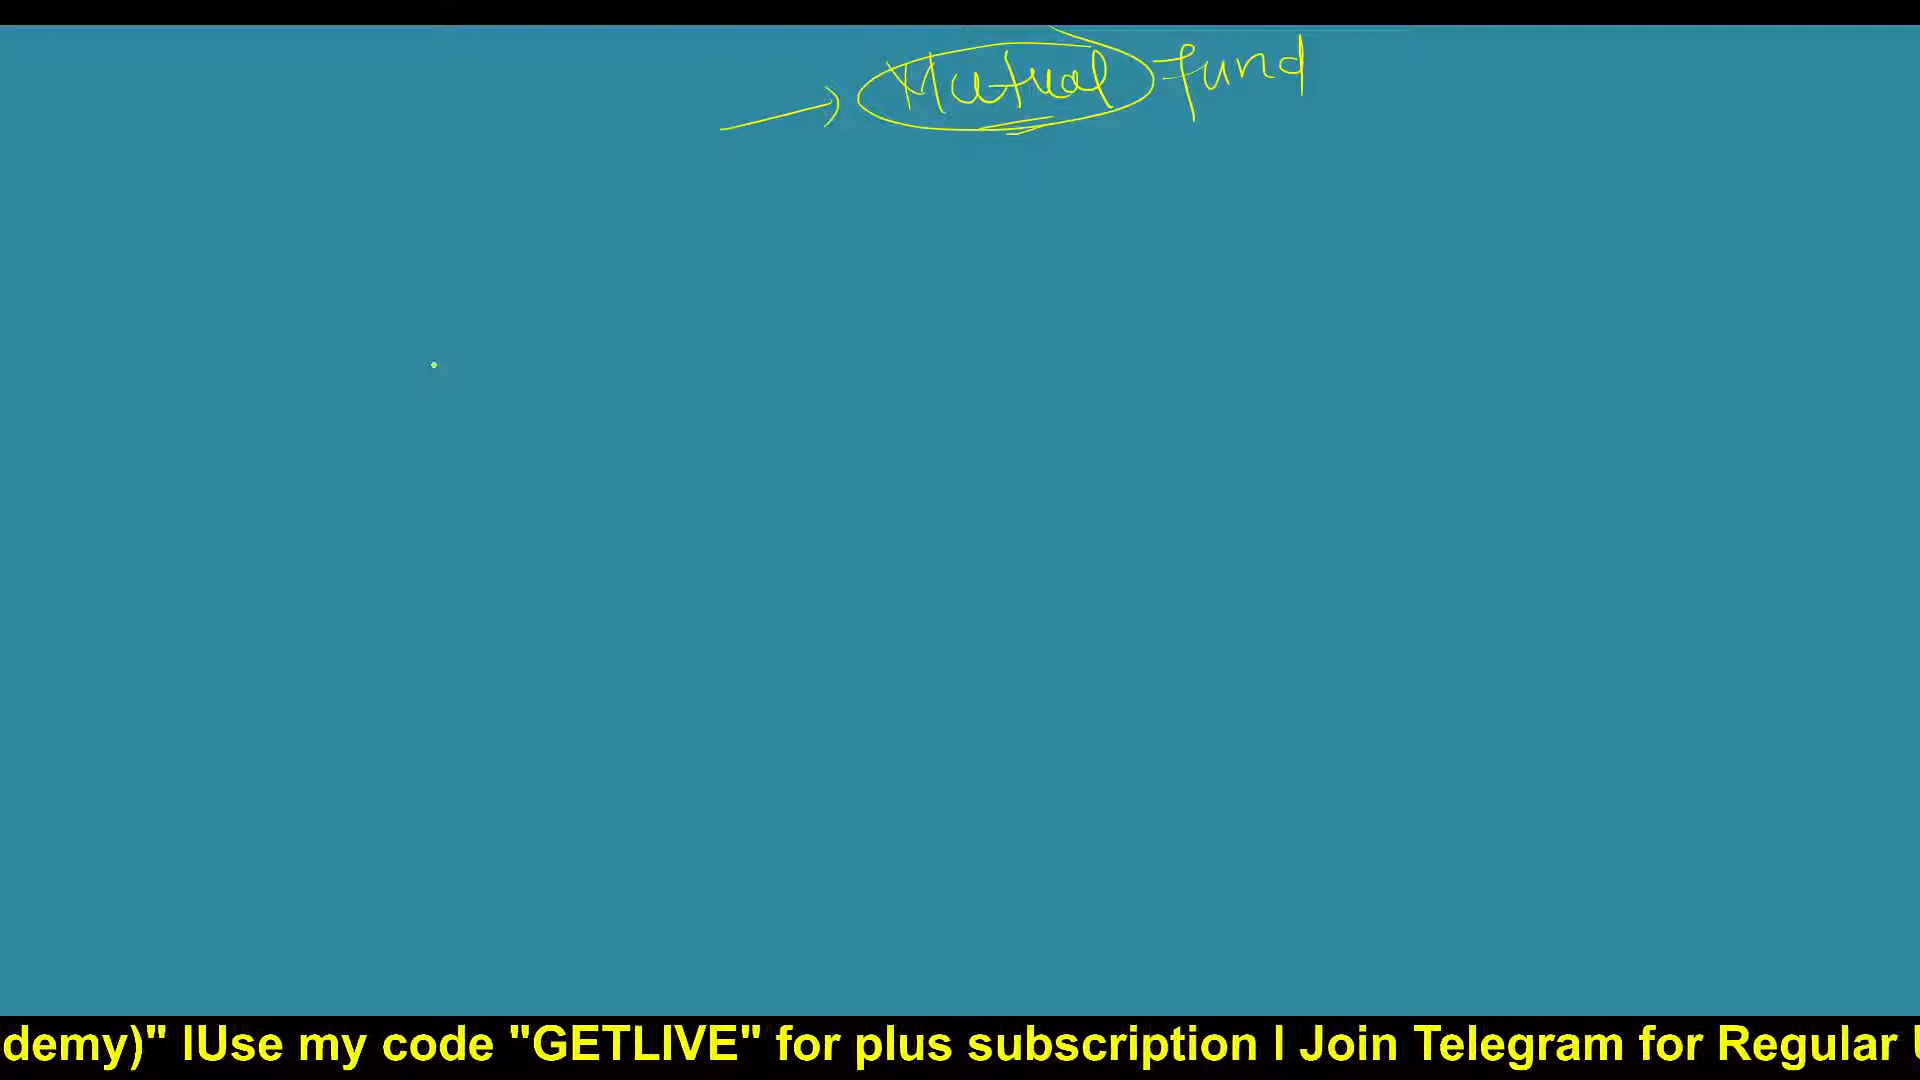 Mutual fund
demy)" lUse my code "GETLIVE" for plus subscription l Join Telegram for Regular